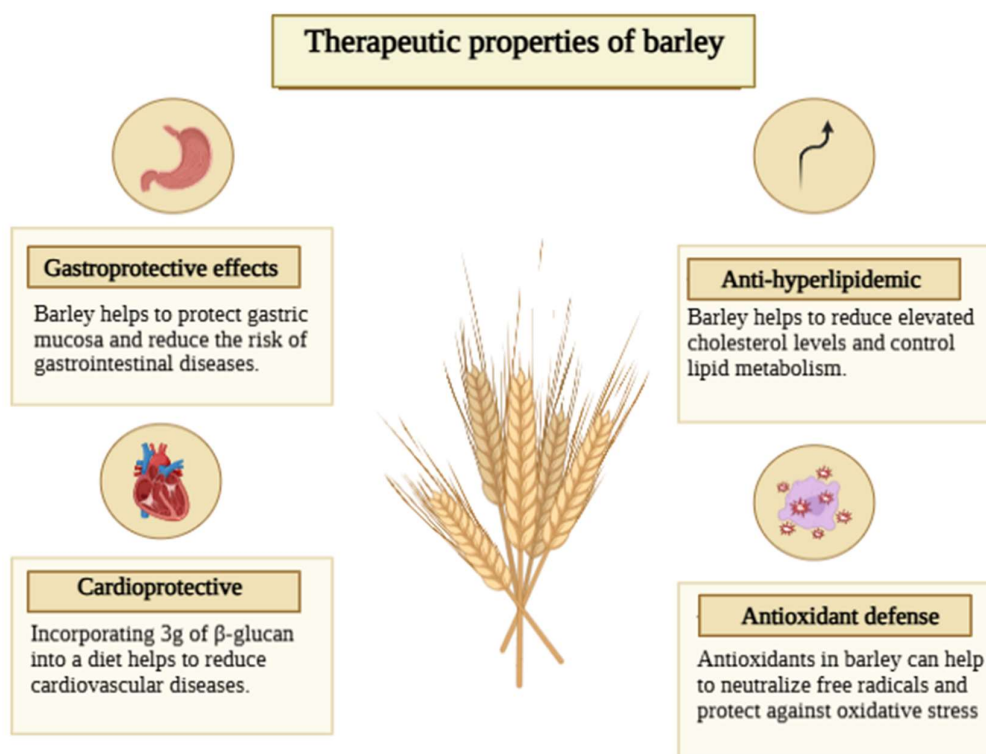 Therapeutic properties of barley
Gastroprotective effects
Barley helps to protect gastric
mucosa and reduce the risk of
gastrointestinal diseases.
Cardioprotective
Incorporating 3g of β-glucan
into a diet helps to reduce
cardiovascular diseases.
Anti-hyperlipidemic
Barley helps to reduce elevated
cholesterol levels and control
lipid metabolism.
Antioxidant defense
Antioxidants in barley can help
to neutralize free radicals and
protect against oxidative stress